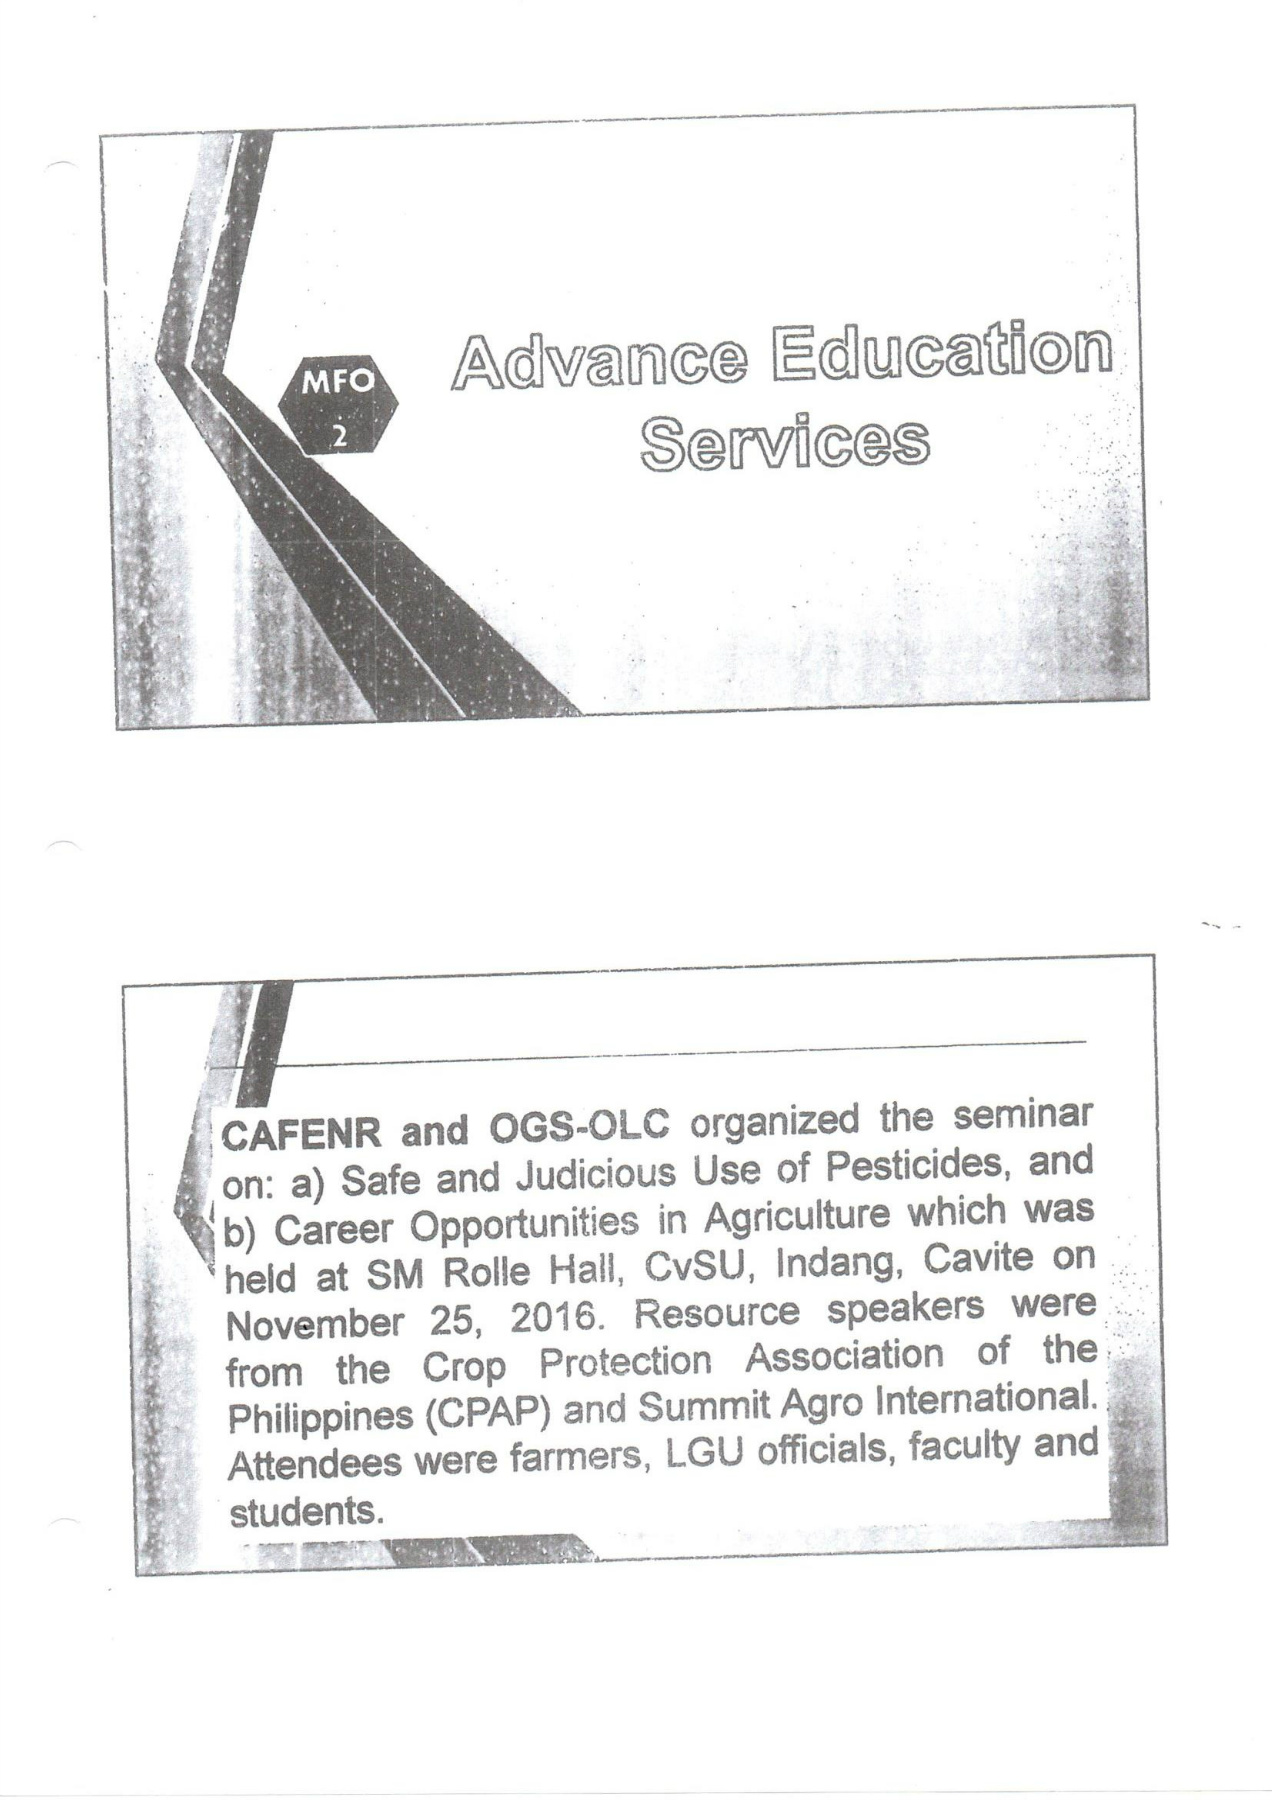 MFO
2
Advance Education
Services
CAFENR and OGS-OLC organized the seminar
on: a) Safe and Judicious Use of Pesticides, and
b) Career Opportunities in Agriculture which was
held at SM Rolle Hall, CvSU, Indang, Cavite on
November 25, 2016. Resource speakers were
from the Crop Protection Association of the
Philippines (CPAP) and Summit Agro International.
Attendees were farmers, LGU officials, faculty and
students.